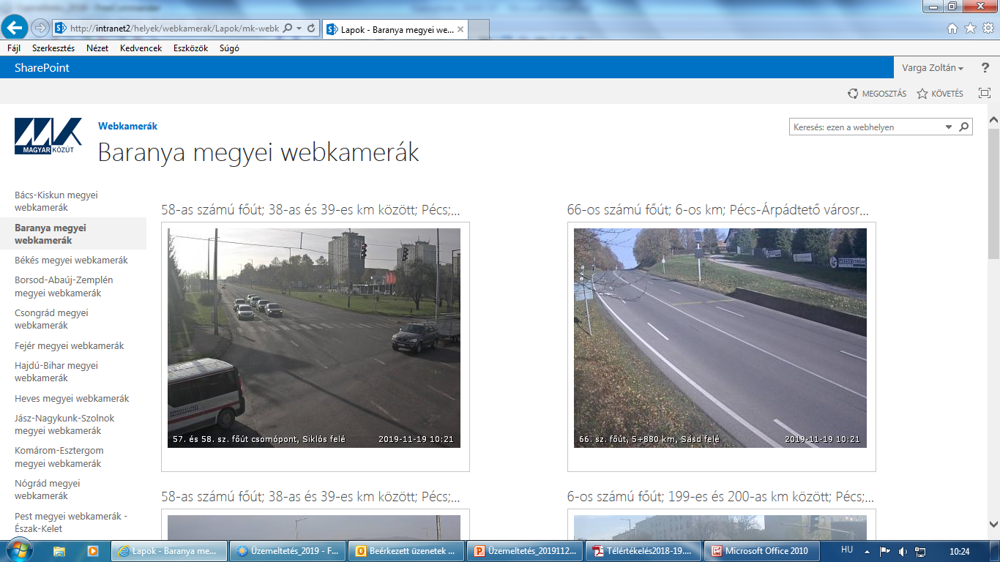 http://intranet2/helyek/webkamerak/Lapok/mk-webk
Lapok - Baranya megyei we...
Fájl Szerkesztés Nézet Kedvencek Eszközök Súgó
SharePoint
Varga Zoltán
?
MEGOSZTÁS KÖVETÉS
MAGYAR KÖZÚT
Webkamerák
Baranya megyei webkamerák
Keresés: ezen a webhelyen
Bács-Kiskun megyei
webkamerák
Baranya megyei
webkamerák
Békés megyei webkamerák
Borsod-Abaúj-Zemplén
megyei webkamerák
Csongrád megyei
webkamerák
Fejér megyei webkamerák
Hajdú-Bihar megyei
webkamerák
Heves megyei webkamerák
Jász-Nagykunk-Szolnok
megyei webkamerák
Komárom-Esztergom
megyei webkamerák
Nógrád megyei
webkamerák
Pest megyei webkamerák -
Észak-Kelet
58-as számú főút; 38-as és 39-es km között; Pécs;...
57. és 58. sz. főút csomópont, Siklós felé 2019-11-19 10:21
66-os számú főút; 6-os km; Pécs-Árpádtető városr...
66. sz. főút, 5+880 km, Sásd felé 2019-11-19 10:21
58-as számú főút; 38-as és 39-es km között; Pécs;...
6-os számú főút; 199-es és 200-as km között; Pécs;...
Lapok - Baranya me...
Üzemeltetés_2019 - F...
Beérkezett üzenetek ...
Üzemeltetés_2019112...
Télértékelés2018-19....
Microsoft Office 2010
HU
10:24